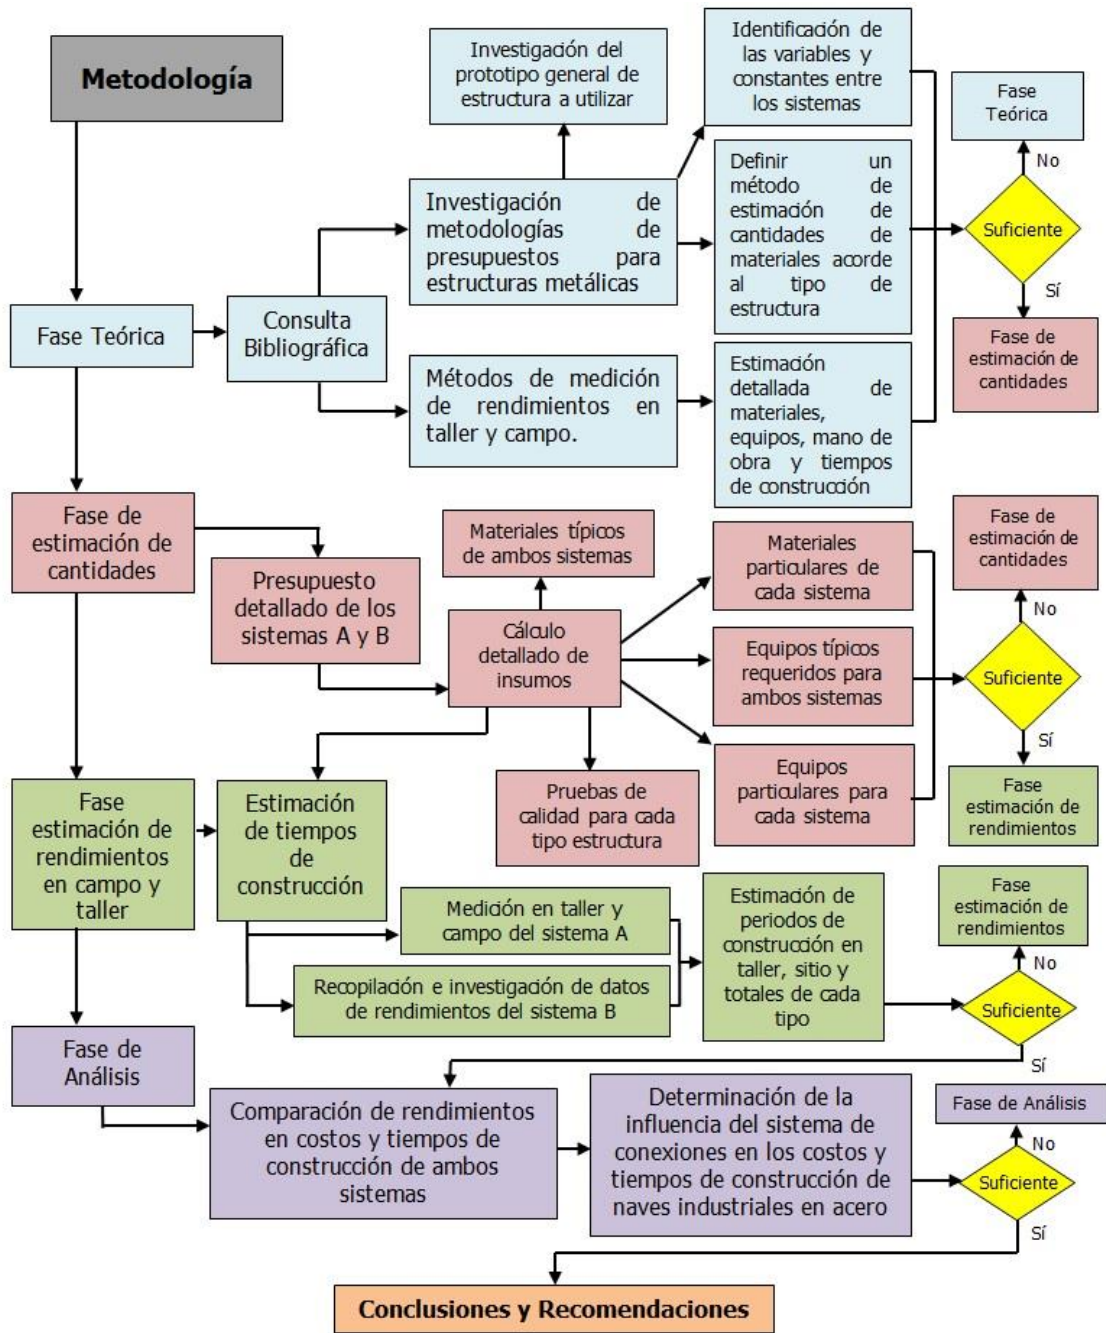 Metodología
Investigación del
prototipo general de
estructura a utilizar
Identificación de
las variables y
constantes entre
los sistemas
Fase
Teórica
No
Suficiente
Sí
Fase de
estimación de
cantidades
Investigación de
metodologías de
presupuestos para
estructuras metálicas
Definir un
método de
estimación de
cantidades de
materiales acorde
al tipo de
estructura
Fase Teórica
Consulta
Bibliográfica
Métodos de medición
de rendimientos en
taller y campo.
Estimación
detallada de
materiales,
equipos, mano de
obra y tiempos
de construcción
Fase de
estimación de
cantidades
Presupuesto
detallado de los
sistemas A y B
Materiales típicos
de ambos sistemas
Cálculo
detallado de
insumos
Materiales
particulares de
cada sistema
Equipos típicos
requeridos para
ambos sistemas
Equipos
particulares para
cada sistema
Pruebas de
calidad para cada
tipo estructura
Fase de
estimación de
cantidades
No
Suficiente
Sí
Fase
estimación de
rendimientos
Fase
estimación de
rendimientos
en campo y
taller
Estimación
de tiempos
de
construcción
Medición en taller y
campo del sistema A
Recopilación e investigación de datos
de rendimientos del sistema B
Estimación de
periodos de
construcción en
taller, sitio y
totales de cada
tipo
Fase
estimación de
rendimientos
No
Suficiente
Sí
Fase de
Análisis
Comparación de rendimientos
en costos y tiempos de
construcción de ambos
sistemas
Determinación de la
influencia del sistema de
conexiones en los costos y
tiempos de construcción de
naves industriales en acero
Fase de Análisis
No
Suficiente
Sí
Conclusiones y Recomendaciones